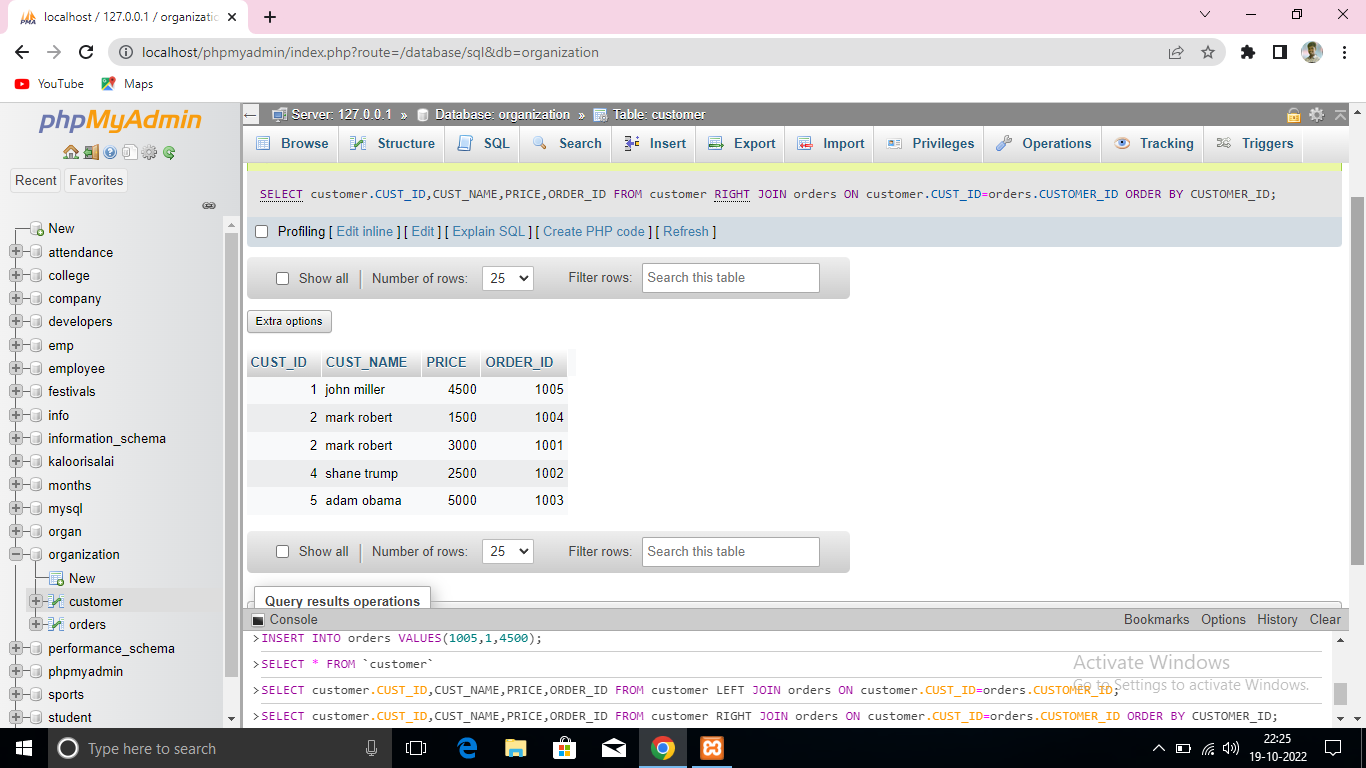 localhost / 127.0.0.1 / organizatic
localhost/phpmyadmin/index.php?route=/database/sql&db=organization
YouTube Maps
phpMyAdmin
Recent Favorites
New
attendance
college
company
developers
emp
employee
festivals
info
information_schema
kaloorisalai
months
mysql
organ
organization
New
customer
orders
performance_schema
phpmyadmin
sports
student
Server: 127.0.0.1 » Database: organization » Table: customer
Browse Structure SQL Search Insert Export Import Privileges Operations Tracking Triggers
SELECT customer.CUST_ID,CUST_NAME,PRICE,ORDER_ID FROM customer RIGHT JOIN orders ON customer.CUST_ID=orders.CUSTOMER_ID ORDER BY CUSTOMER_ID;
Profiling [ Edit inline ] [ Edit ] [ Explain SQL ] [ Create PHP code ] [ Refresh ]
Show all Number of rows: 25 Filter rows: Search this table
Extra options
CUST_ID CUST_NAME PRICE ORDER_ID
1 john miller 4500 1005
2 mark robert 1500 1004
2 mark robert 3000 1001
4 shane trump 2500 1002
5 adam obama 5000 1003
Show all Number of rows: 25 Filter rows: Search this table
Query results operations
Console Bookmarks Options History Clear
>INSERT INTO orders VALUES(1005,1,4500);
>SELECT * FROM `customer`
>SELECT customer.CUST_ID,CUST_NAME,PRICE,ORDER_ID FROM customer LEFT JOIN orders ON customer.CUST_ID=orders.CUSTOMER_ID;
>SELECT customer.CUST_ID,CUST_NAME,PRICE,ORDER_ID FROM customer RIGHT JOIN orders ON customer.CUST_ID=orders.CUSTOMER_ID ORDER BY CUSTOMER_ID;
Activate Windows
Go to Settings to activate Windows.
Type here to search
22:25
19-10-2022